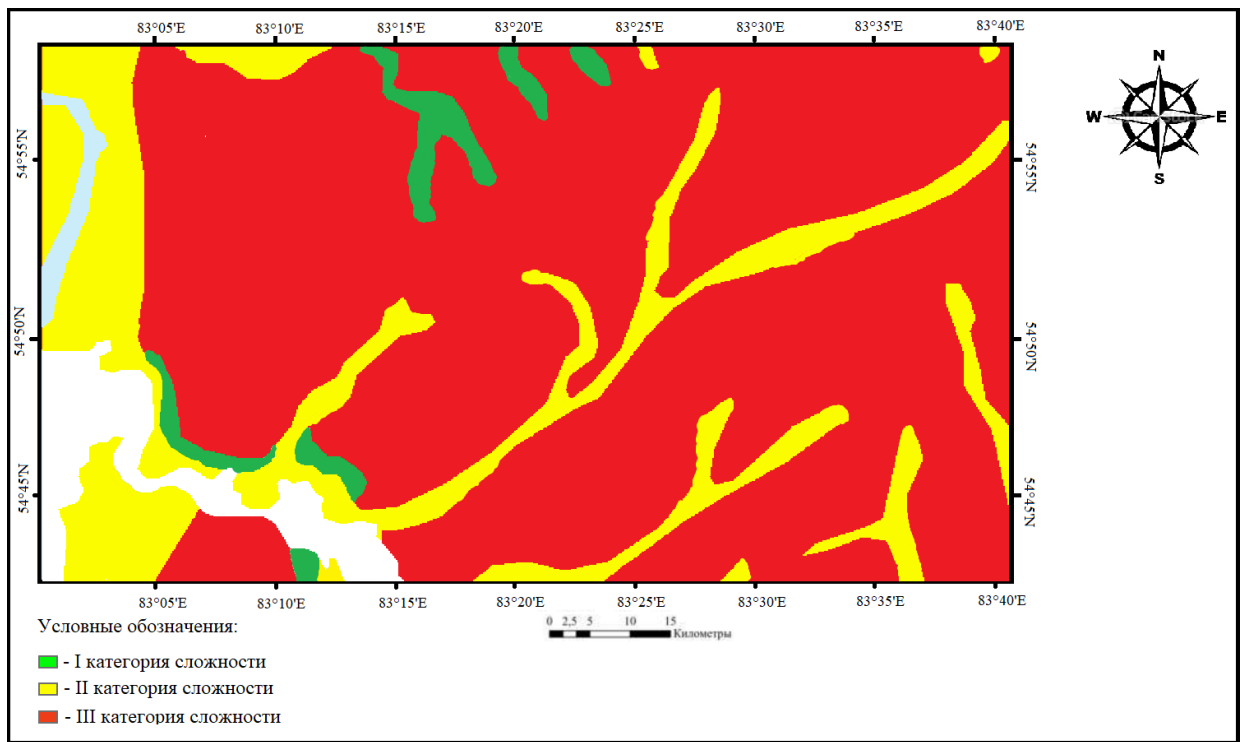 83°05'E 83°10'E 83°15'E 83°20'E 83°25'E 83°30'E 83°35'E 83°40'E
N
W E
S
54°55'N 54°55'N
54°50'N 54°50'N
54°45'N 54°45'N
83°05'E 83°10'E 83°15'E 83°20'E 83°25'E 83°30'E 83°35'E 83°40'E
0 2,5 5 10 15
Километры
Условные обозначения:
- I категория сложности
- II категория сложности
- III категория сложности